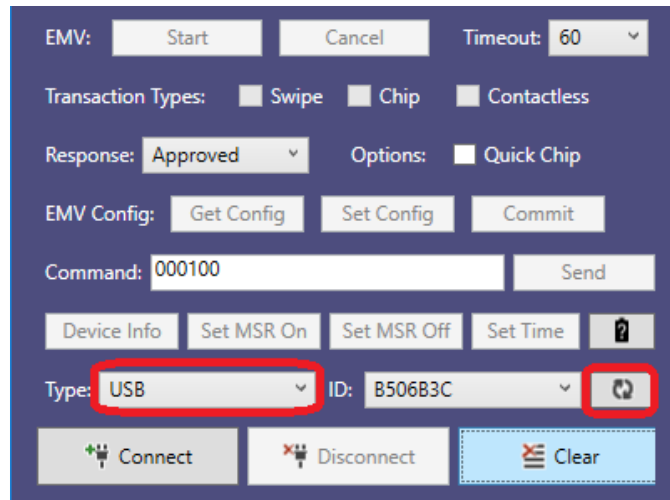 EMV: Start Cancel Timeout: 60
Transaction Types: Swipe Chip Contactless
Response: Approved Options: Quick Chip
EMV Config: Get Config Set Config Commit
Command: 000100 Send
Device Info Set MSR On Set MSR Off Set Time ?
Type: USB ID: B506B3C
Connect Disconnect Clear